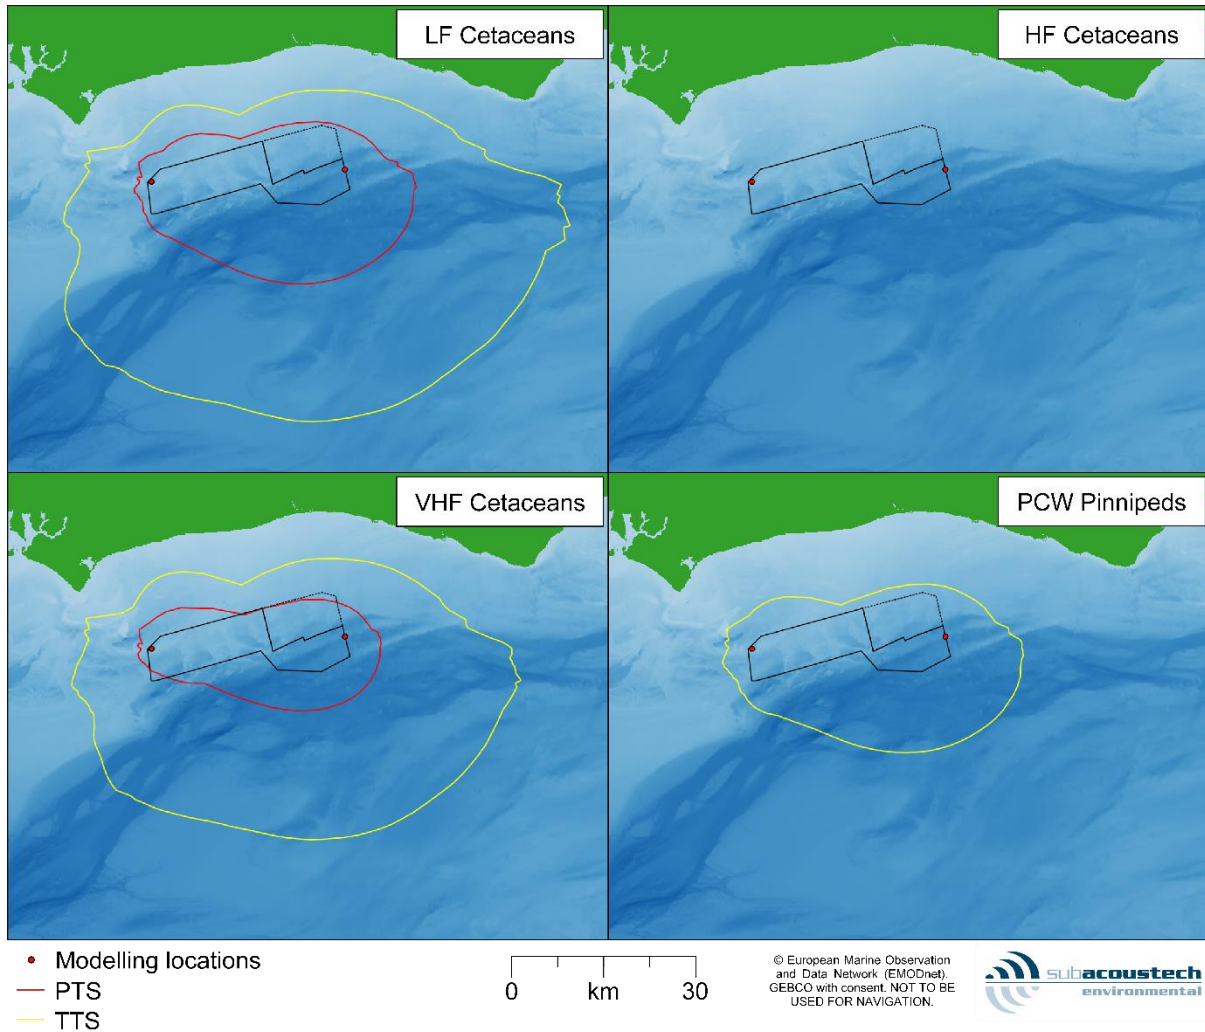 LF Cetaceans
HF Cetaceans
VHF Cetaceans
PCW Pinnipeds
Modelling locations
PTS
TTS
0 km 30
© European Marine Observation
and Data Network (EMODnet).
GEBCO with consent. NOT TO BE
USED FOR NAVIGATION.
subacoustech
environmental